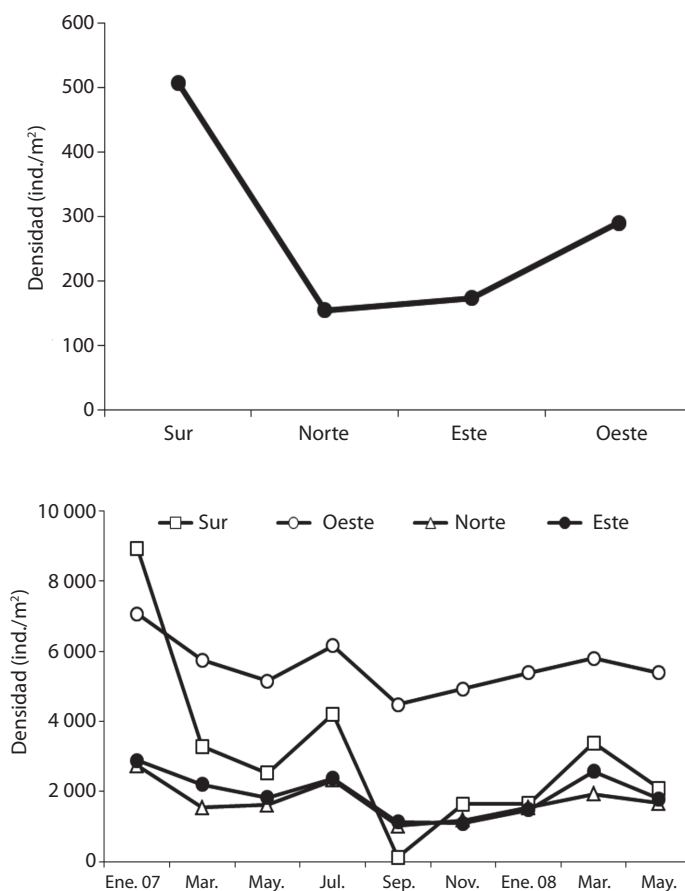 600
500
400
300
200
100
0
Densidad (ind./m²)
Sur Norte Este Oeste
10 000
8 000
6 000
4 000
2 000
0
Densidad (ind./m²)
Sur Oeste Norte Este
Ene. 07 Mar. May. Jul. Sep. Nov. Ene. 08 Mar. May.